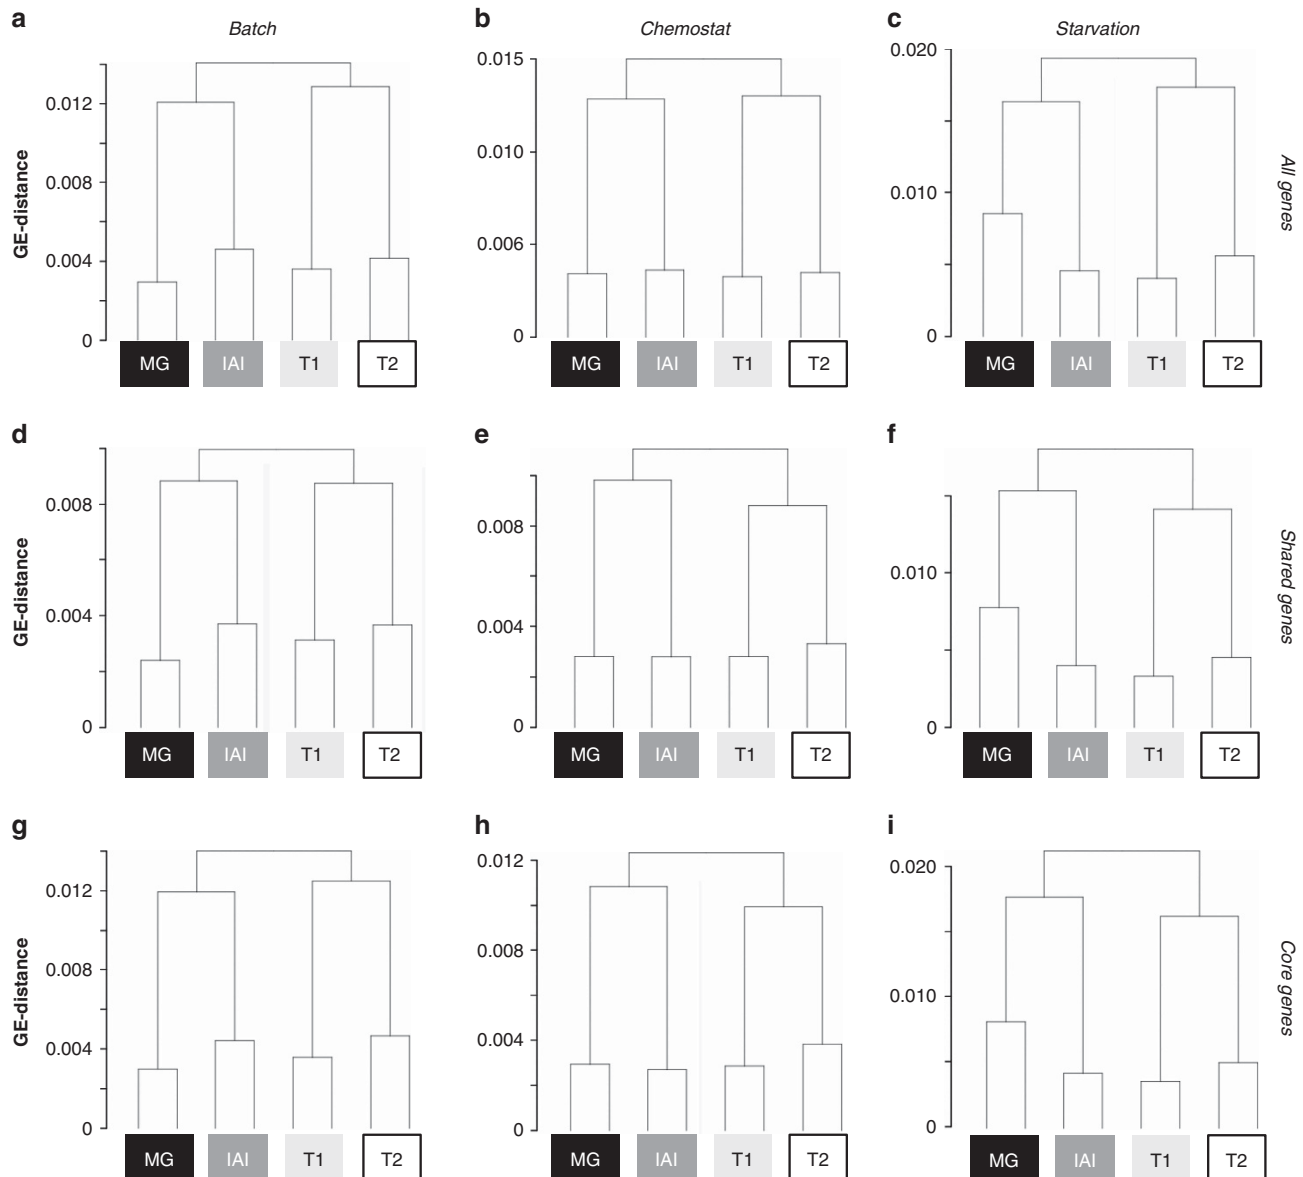 a
Batch
b
Chemostat
c
Starvation
GE-distance
0.012
0.008
0.004
0
MG IAI T1 T2
0.015
0.010
0.006
0
MG IAI T1 T2
0.020
0.010
0
MG IAI T1 T2
All genes
d
GE-distance
0.008
0.004
0
MG IAI T1 T2
e
0.008
0.004
0
MG IAI T1 T2
f
0.010
0
MG IAI T1 T2
Shared genes
g
GE-distance
0.012
0.008
0.004
0
MG IAI T1 T2
h
0.012
0.008
0.004
0
MG IAI T1 T2
i
0.020
0.010
0
MG IAI T1 T2
Core genes